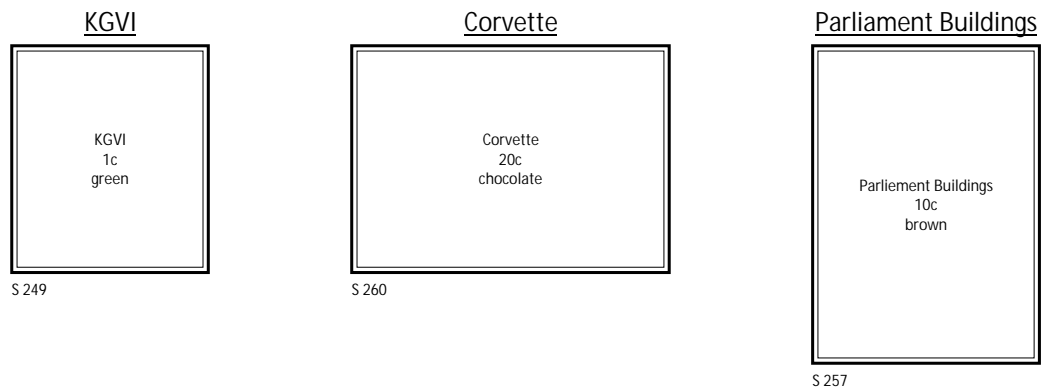 KGVI
KGVI
1c
green
S 249
Corvette
Corvette
20c
chocolate
S 260
Parliament Buildings
Parliement Buildings
10c
brown
S 257